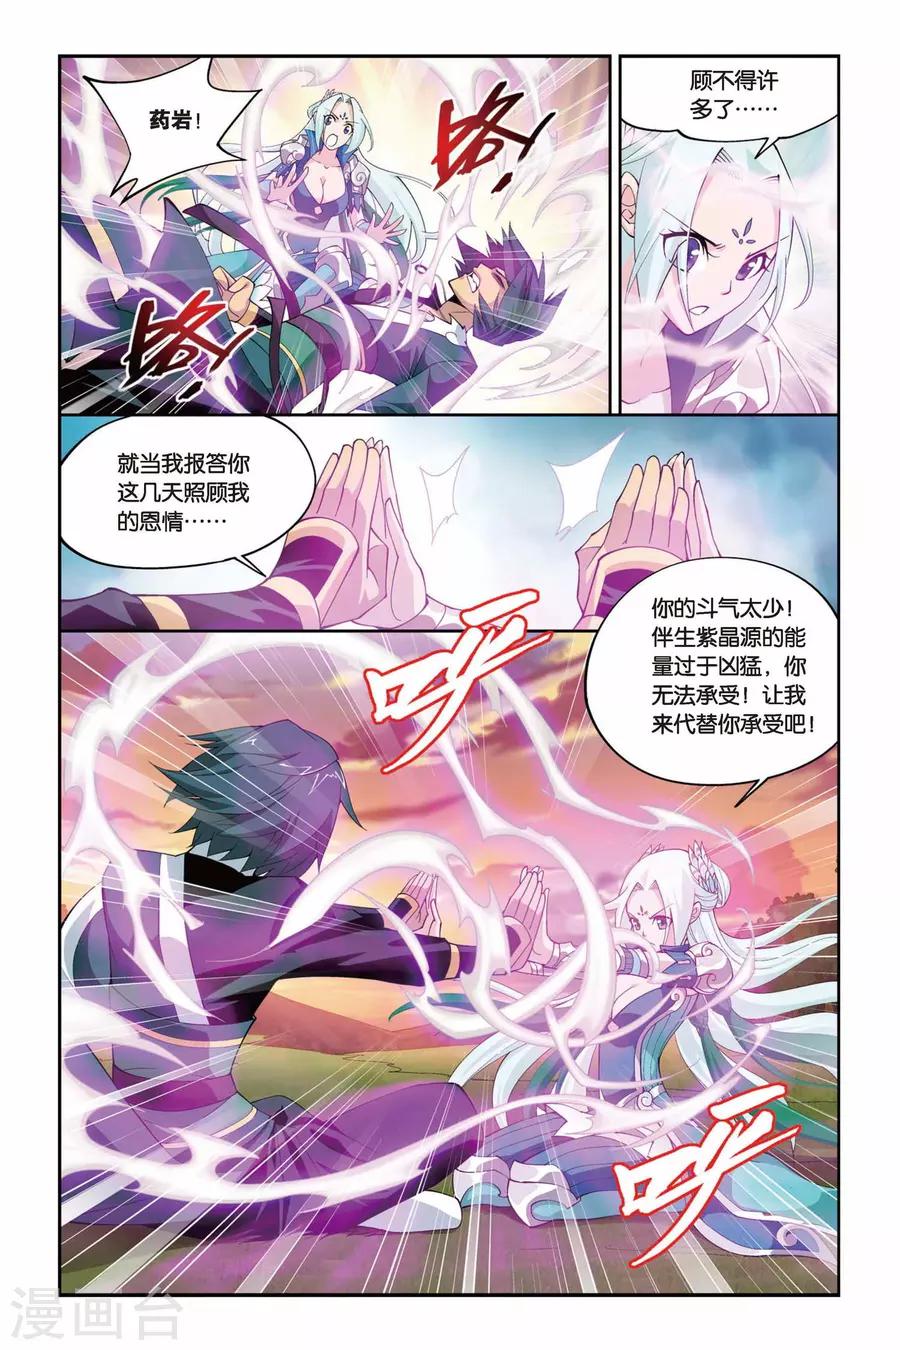 药岩！
咯
咯
顾不得许
多了……
就当我报答你
这几天照顾我
的恩情……
你的斗气太少！
伴生紫晶源的能
量过于凶猛，你
无法承受！让我
来代替你承受吧！
呼
呼
漫画台